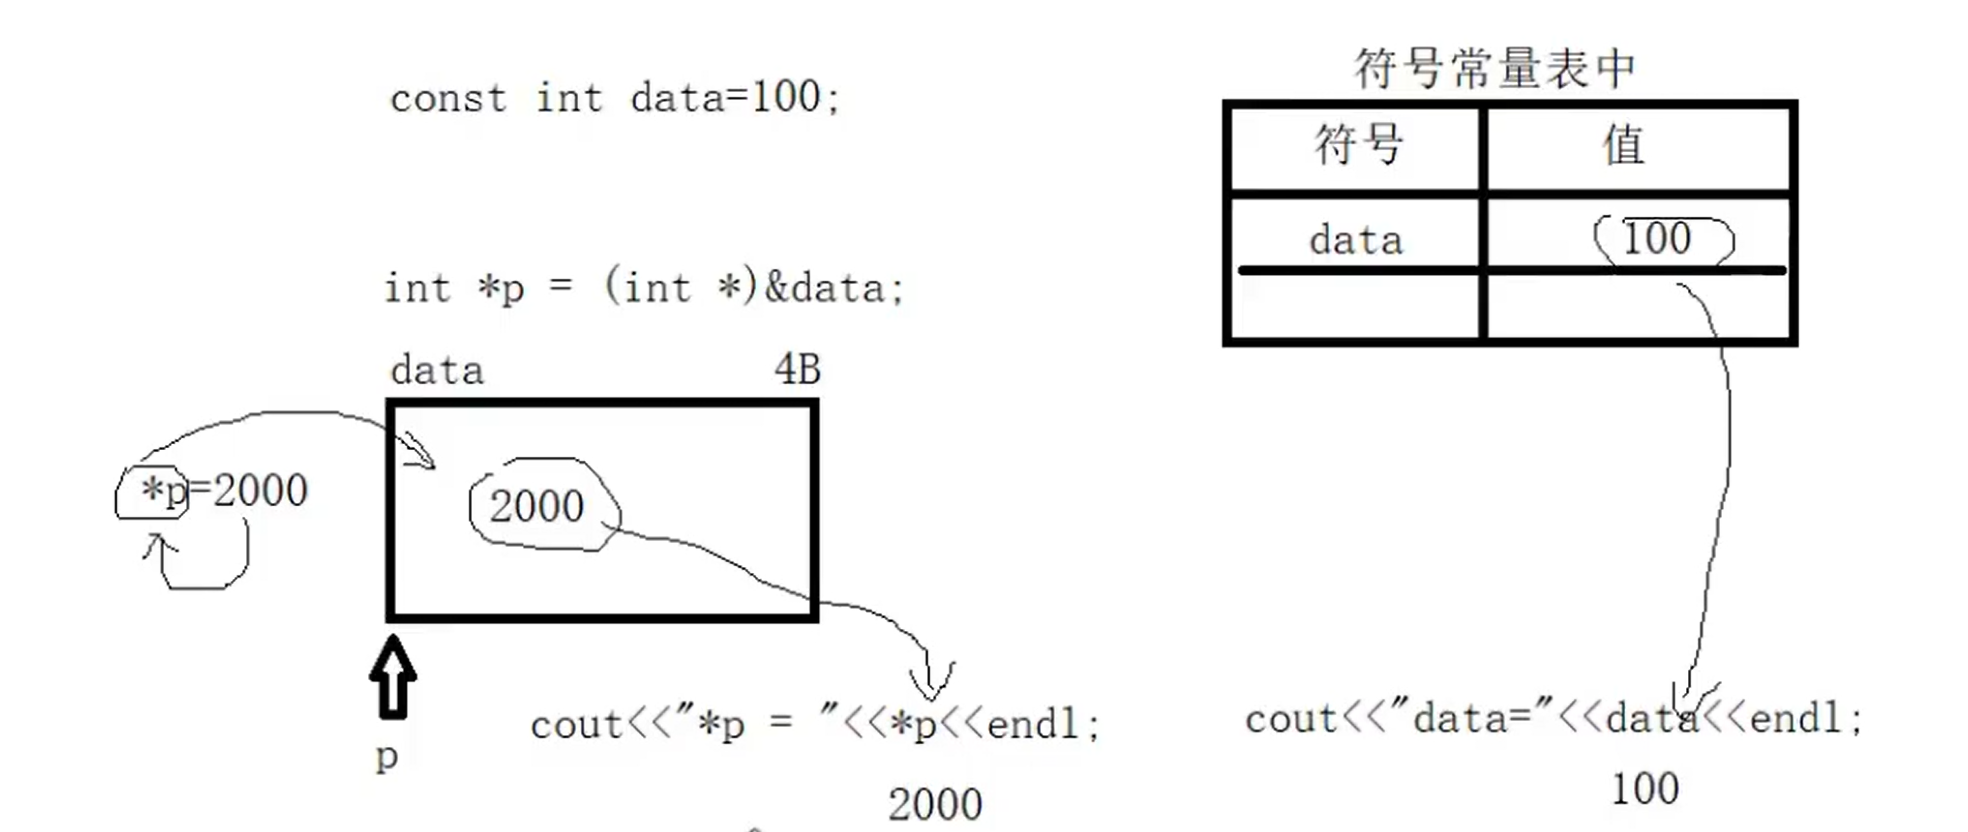 const int data=100;
int *p = (int *)&data;
data 4B
*p=2000
2000
p
cout<<"*p = "<<*p<<endl;
2000
符号常量表中
符号 值
data 100
cout<<"data="<<data<<endl;
100